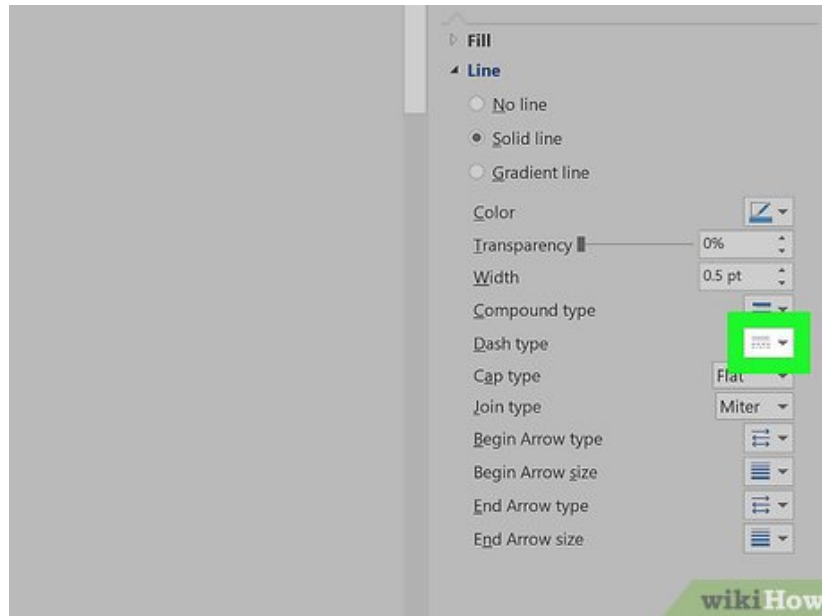 Fill
Line
No line
Solid line
Gradient line
Color
Transparency 0%
Width 0.5 pt
Compound type
Dash type
Cap type Flat
Join type Miter
Begin Arrow type
Begin Arrow size
End Arrow type
End Arrow size
wikiHow